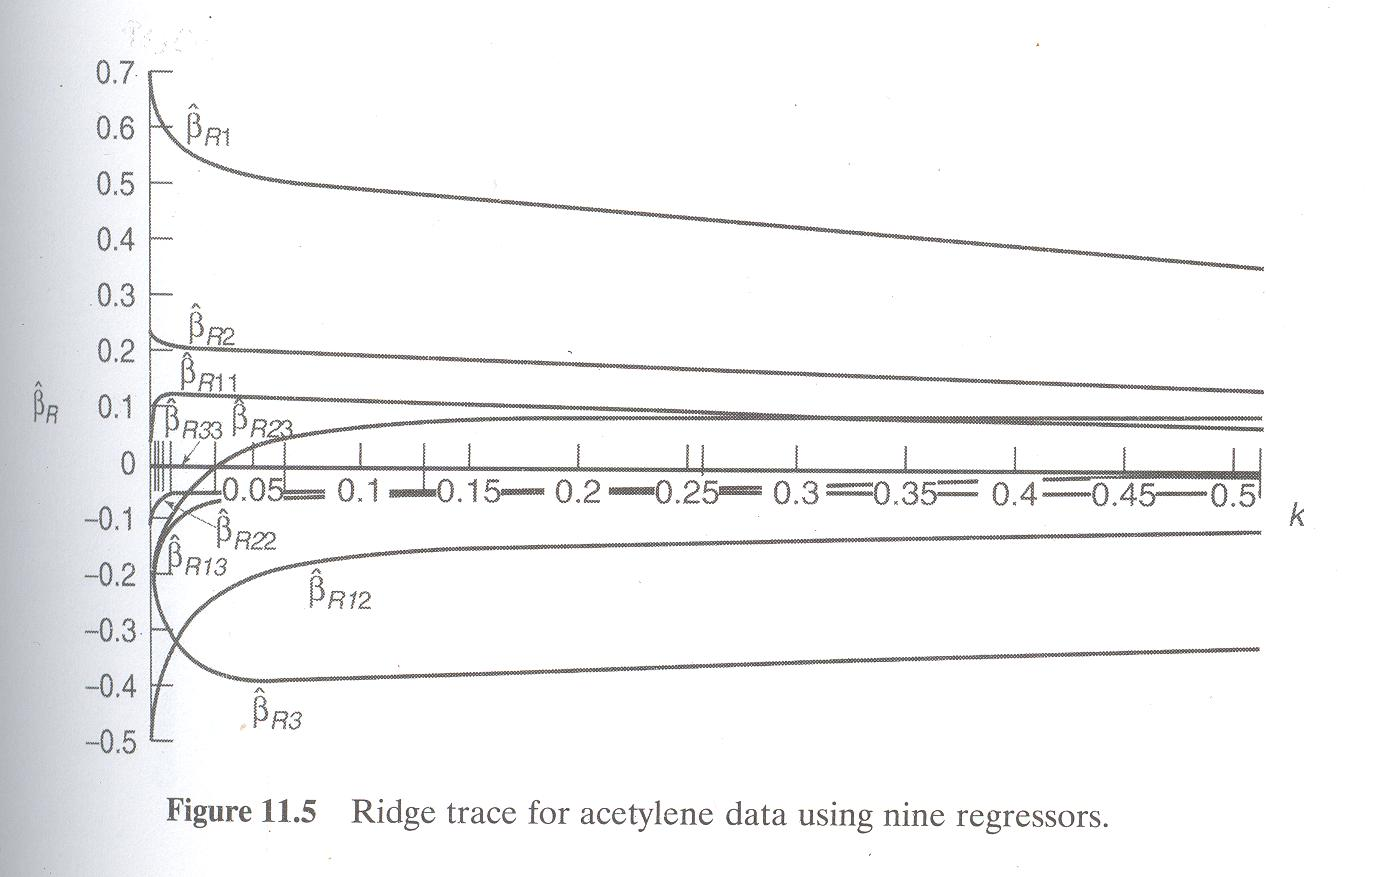 0.7
β̂R1
0.6
0.5
0.4
0.3
β̂R2
0.2
β̂R11
β̂R
0.1
β̂R33 β̂R23
0
0.05 0.1 0.15 0.2 0.25 0.3 0.35 0.4 0.45 0.5
k
–0.1
β̂R22
β̂R13
–0.2
β̂R12
–0.3
–0.4
β̂R3
–0.5
Figure 11.5 Ridge trace for acetylene data using nine regressors.